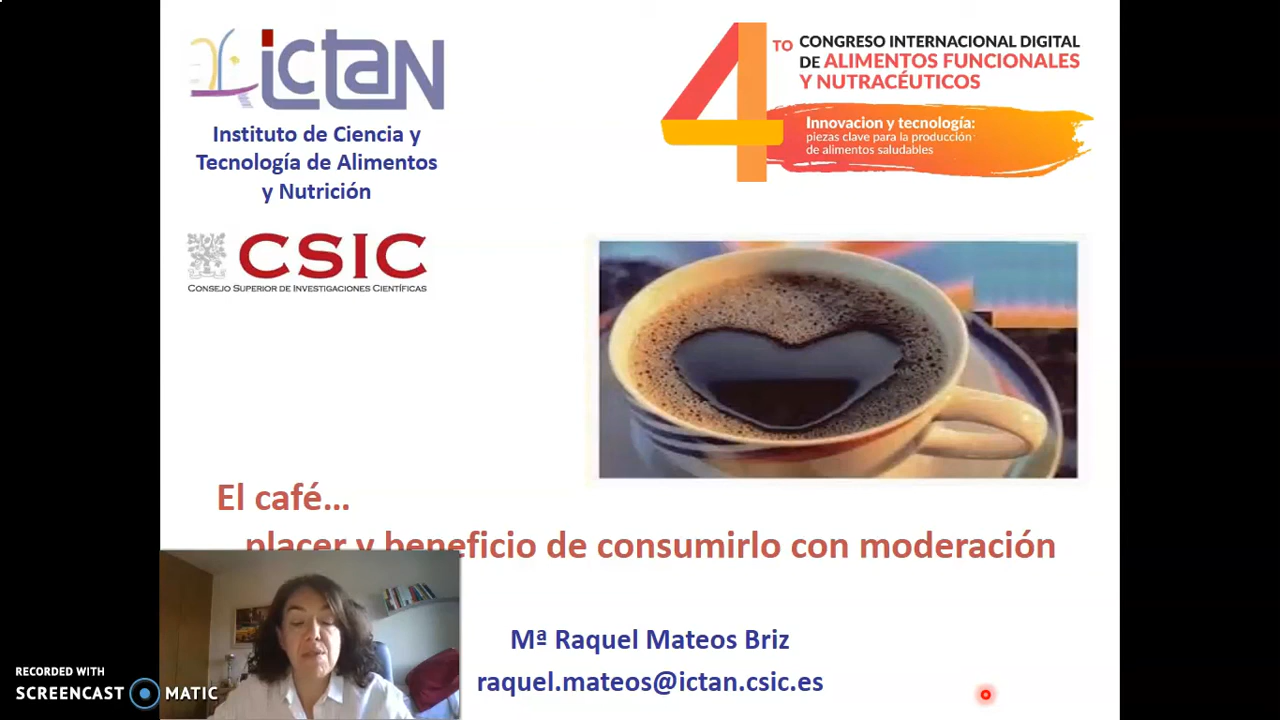 ictan
Instituto de Ciencia y
Tecnología de Alimentos
y Nutrición
CSIC
CONSEJO SUPERIOR DE INVESTIGACIONES CIENTÍFICAS
4TO CONGRESO INTERNACIONAL DIGITAL
DE ALIMENTOS FUNCIONALES
Y NUTRACÉUTICOS
Innovacion y tecnología:
piezas clave para la producción
de alimentos saludables
El café...
placer y beneficio de consumirlo con moderación
Mª Raquel Mateos Briz
raquel.mateos@ictan.csic.es
RECORDED WITH
SCREENCAST MATIC